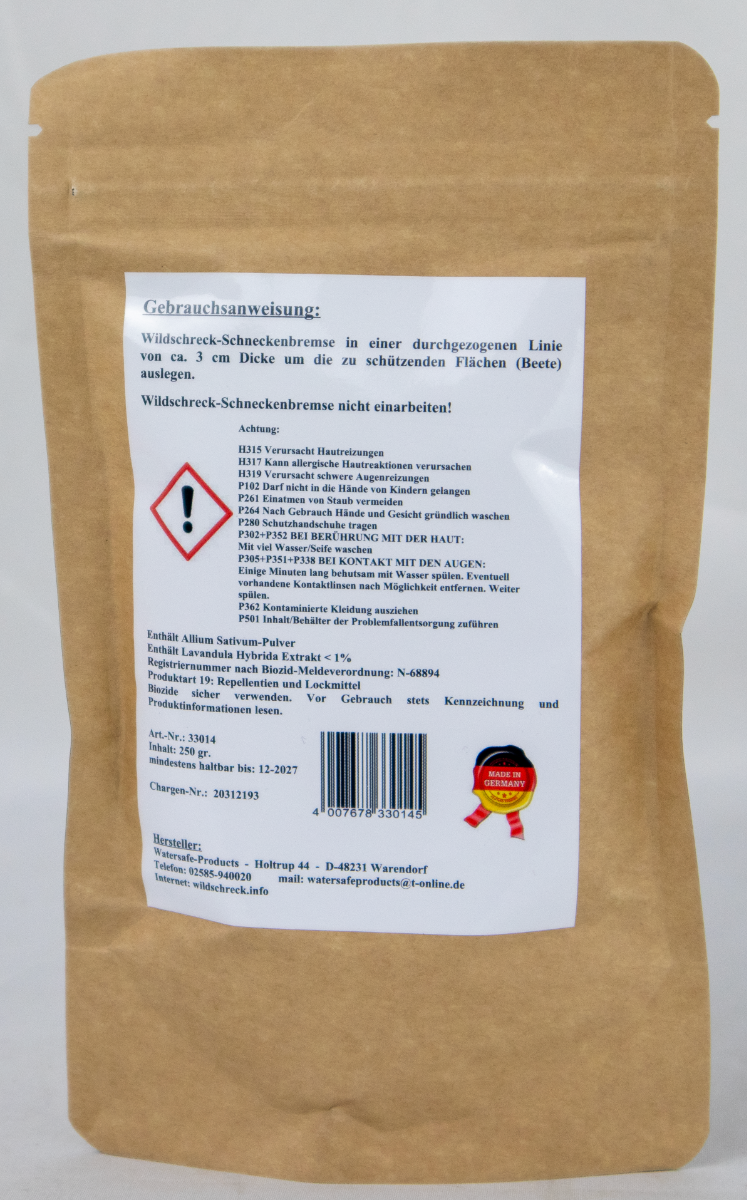 Gebrauchsanweisung:
Wildschreck-Schneckenbremse in einer durchgezogenen Linie
von ca. 3 cm Dicke um die zu schützenden Flächen (Beete)
auslegen.
Wildschreck-Schneckenbremse nicht einarbeiten!
Achtung:
H315 Verursacht Hautreizungen
H317 Kann allergische Hautreaktionen verursachen
H319 Verursacht schwere Augenreizungen
P102 Darf nicht in die Hände von Kindern gelangen
P261 Einatmen von Staub vermeiden
P264 Nach Gebrauch Hände und Gesicht gründlich waschen
P280 Schutzhandschuhe tragen
P302+P352 BEI BERÜHRUNG MIT DER HAUT:
Mit viel Wasser/Seife waschen
P305+P351+P338 BEI KONTAKT MIT DEN AUGEN:
Einige Minuten lang behutsam mit Wasser spülen. Eventuell
vorhandene Kontaktlinsen nach Möglichkeit entfernen. Weiter
spülen.
P362 Kontaminierte Kleidung ausziehen
P501 Inhalt/Behälter der Problemfallentsorgung zuführen
Enthält Allium Sativum-Pulver
Enthält Lavandula Hybrida Extrakt < 1%
Registriernummer nach Biozid-Meldeverordnung: N-68894
Produktart 19: Repellentien und Lockmittel
Biozide sicher verwenden. Vor Gebrauch stets Kennzeichnung und
Produktinformationen lesen.
Art.-Nr.: 33014
Inhalt: 250 gr.
mindestens haltbar bis: 12-2027
Chargen-Nr.: 20312193
4 007678 330145
MADE IN
GERMANY
Hersteller:
Watersafe-Products - Holtrup 44 - D-48231 Warendorf
Telefon: 02585-940020 mail: watersafeproducts@t-online.de
Internet: wildschreck.info